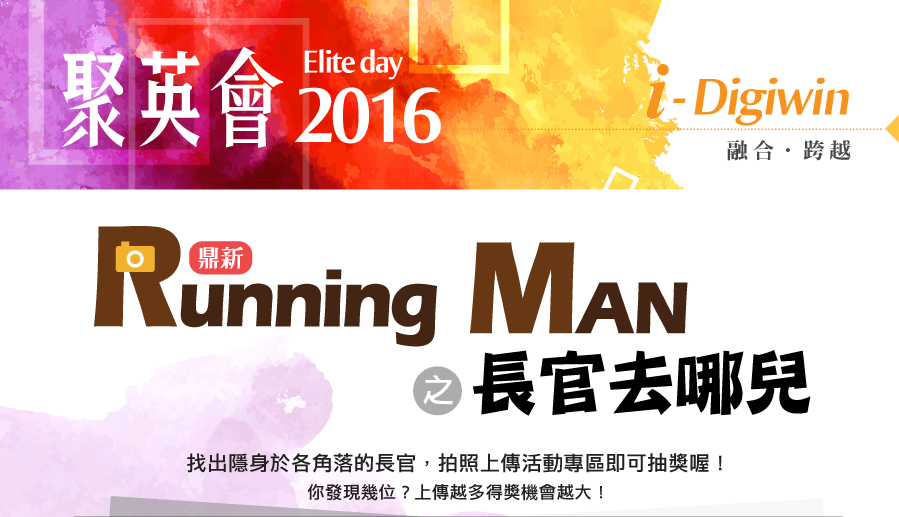 聚英會 Elite day 2016
i - Digiwin
融合・跨越
鼎新
Running MAN
之 長官去哪兒
找出隱身於各角落的長官，拍照上傳活動專區即可抽獎喔！
你發現幾位？上傳越多得獎機會越大！